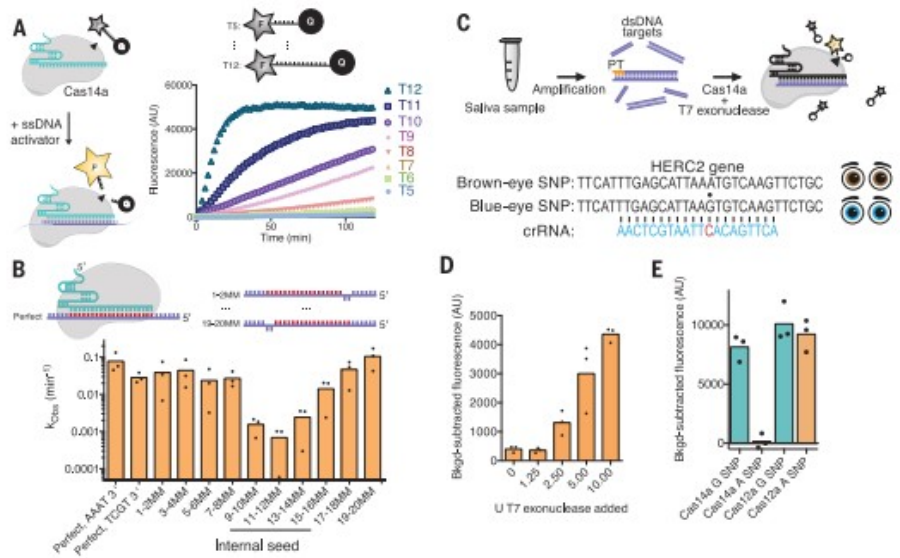 A
F
Q
Cas14a
+ ssDNA
activator
F
Q
T5: F Q
T12: F Q
Fluorescence (AU)
60000
40000
20000
0
0 50 100
Time (min)
T12
T11
T10
T9
T8
T7
T6
T5
B
5'
Perfect 5'
1-2MM 5'
...
...
19-20MM 5'
kObs (min-1)
0.1
0.01
0.001
0.0001
Perfect, AAAT 3'
Perfect, TCGT 3'
1-2MM
3-4MM
5-6MM
7-8MM
9-10MM
11-12MM
13-14MM
15-16MM
17-18MM
19-20MM
Internal seed
C
Saliva sample
Amplification
dsDNA
targets
PT
Cas14a
+
T7 exonuclease
HERC2 gene
Brown-eye SNP: TTCATTTGAGCATTAAATGTCAAGTTCTGC
Blue-eye SNP: TTCATTTGAGCATTAAGTGTCAAGTTCTGC
crRNA: AACTCGTAATTCACAGTTCA
D
Bkgd-subtracted fluorescence (AU)
5000
4000
3000
2000
1000
0
0
1.25
2.50
5.00
10.00
U T7 exonuclease added
E
Bkgd-subtracted fluorescence (AU)
10000
5000
0
Cas14a G SNP
Cas14a A SNP
Cas12a G SNP
Cas12a A SNP